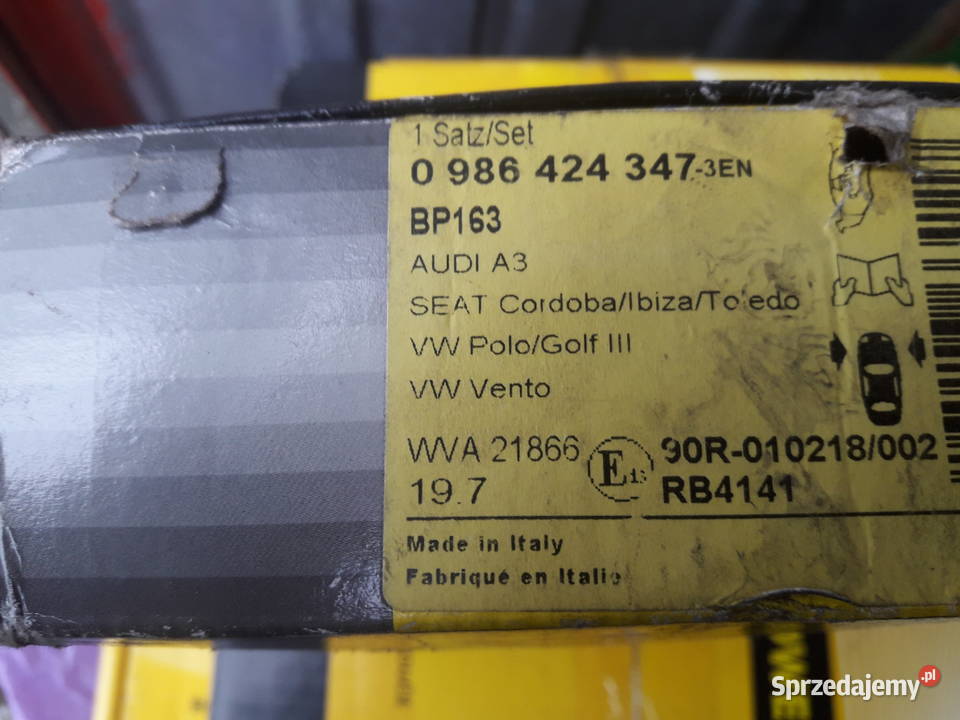 1 Satz/Set
0 986 424 347-3EN
BP163
AUDI A3
SEAT Cordoba/Ibiza/Toledo
VW Polo/Golf III
VW Vento
WVA 21866
19.7
E
90R-010218/002
RB4141
Made in Italy
Fabriqué en Italie
Sprzedajemy.pl